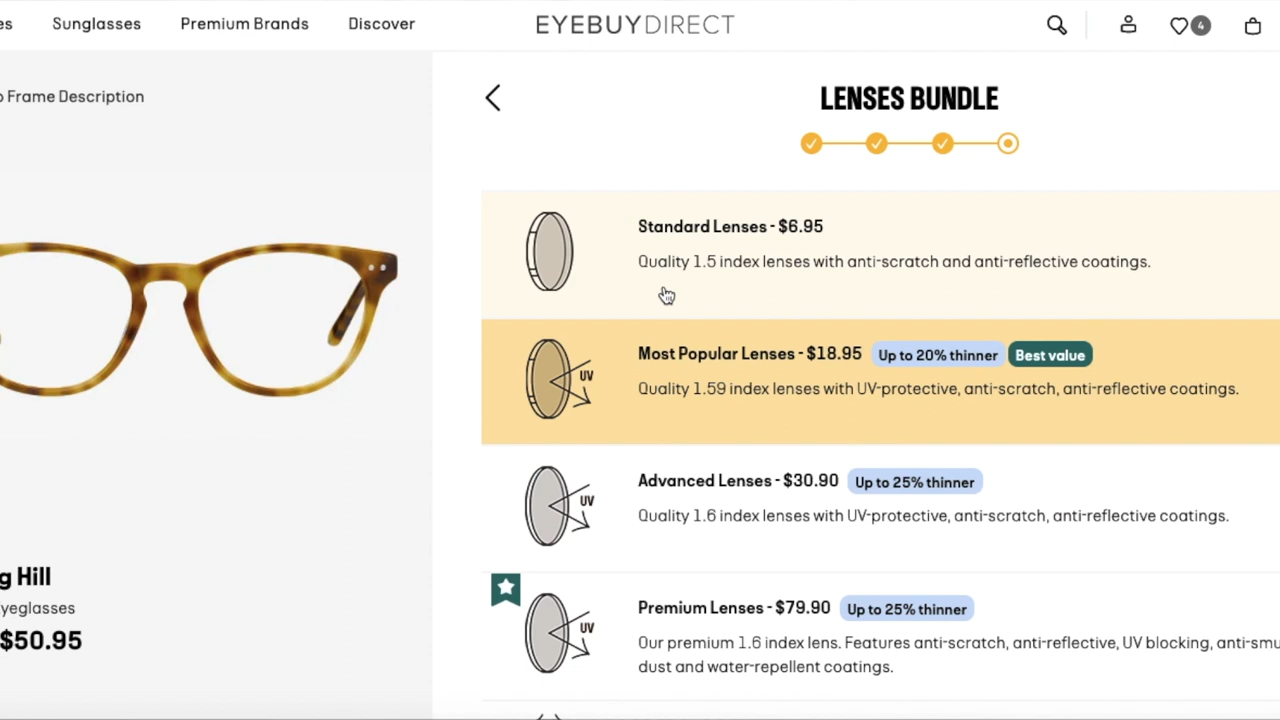 es Sunglasses Premium Brands Discover EYEBUYDIRECT 4
o Frame Description
LENSES BUNDLE
Standard Lenses - $6.95
Quality 1.5 index lenses with anti-scratch and anti-reflective coatings.
Most Popular Lenses - $18.95 Up to 20% thinner Best value
UV
Quality 1.59 index lenses with UV-protective, anti-scratch, anti-reflective coatings.
Advanced Lenses - $30.90 Up to 25% thinner
UV
Quality 1.6 index lenses with UV-protective, anti-scratch, anti-reflective coatings.
g Hill
yeglasses
$50.95
Premium Lenses - $79.90 Up to 25% thinner
UV
Our premium 1.6 index lens. Features anti-scratch, anti-reflective, UV blocking, anti-smu
dust and water-repellent coatings.